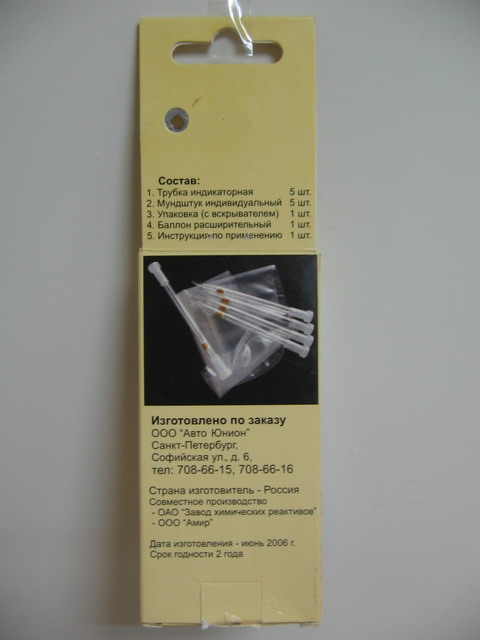 Состав:
1. Трубка индикаторная 5 шт.
2. Мундштук индивидуальный 5 шт.
3. Упаковка (с вскрывателем) 1 шт.
4. Баллон расширительный 1 шт.
5. Инструкция по применению 1 шт.
Изготовлено по заказу
ООО "Авто Юнион"
Санкт-Петербург,
Софийская ул., д. 6,
тел: 708-66-15, 708-66-16
Страна изготовитель - Россия
Совместное производство
- ОАО "Завод химических реактивов"
- ООО "Амир"
Дата изготовления - июнь 2006 г.
Срок годности 2 года